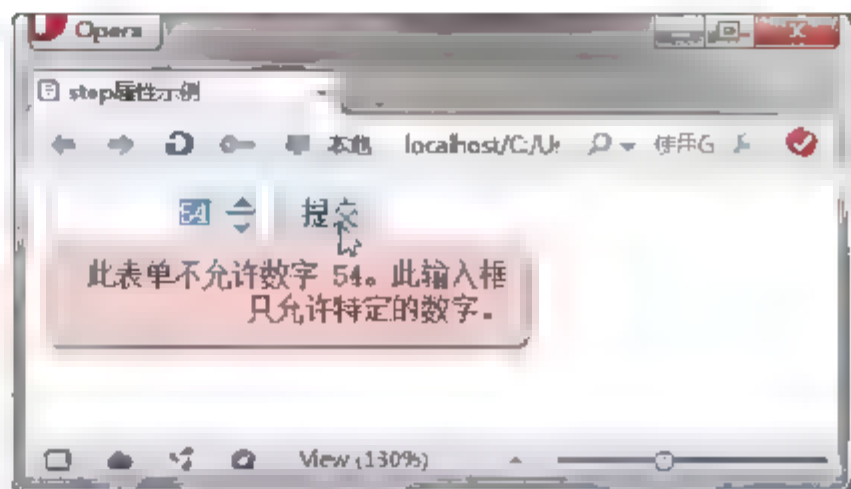 Opera
step属性示例
本地 localhost/C:/Us 使用G
54 提交
此表单不允许数字 54。此输入框
只允许特定的数字。
View (130%)